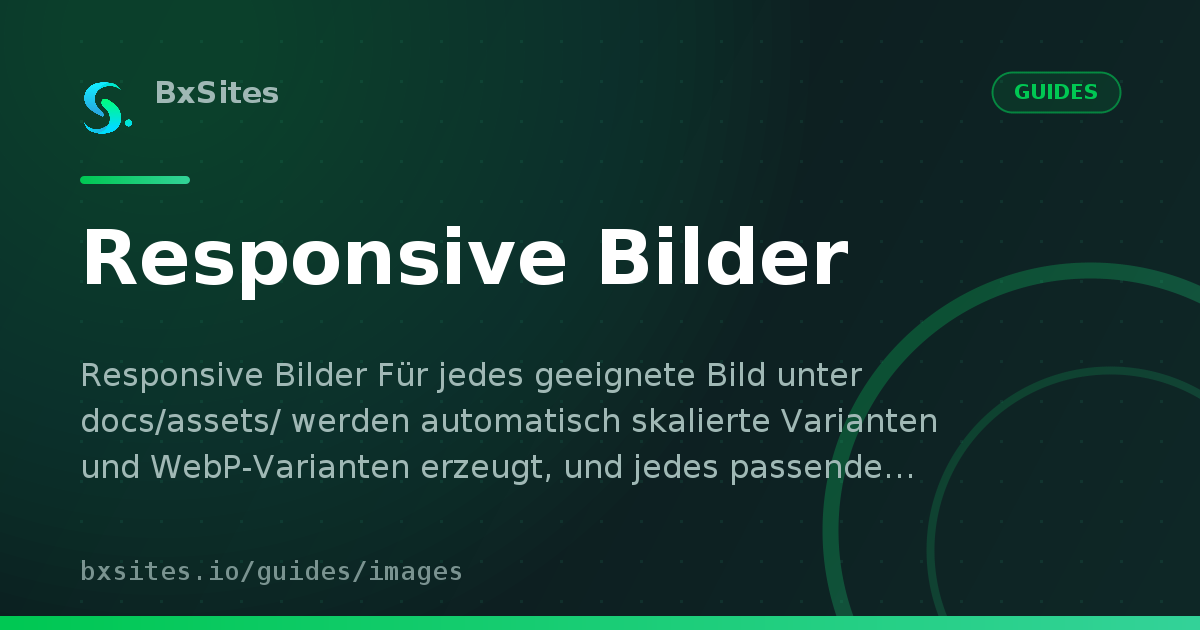 BxSites
GUIDES
Responsive Bilder
Responsive Bilder Für jedes geeignete Bild unter
docs/assets/ werden automatisch skalierte Varianten
und WebP-Varianten erzeugt, und jedes passende...
bxsites.io/guides/images